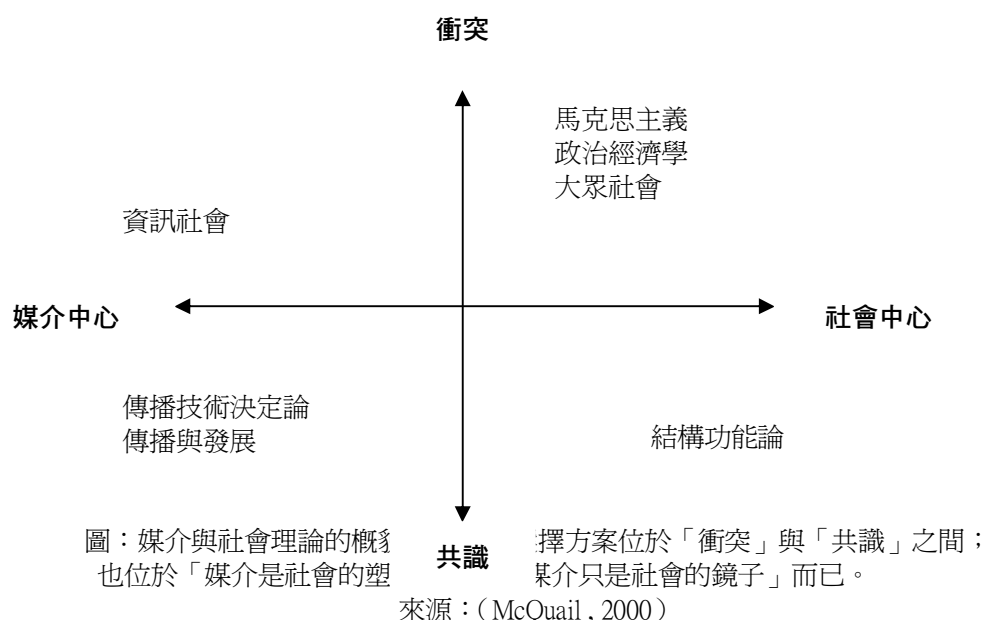 衝突
馬克思主義
政治經濟學
大眾社會
資訊社會
媒介中心
社會中心
傳播技術決定論
傳播與發展
結構功能論
圖：媒介與社會理論的概 擇方案位於「衝突」與「共識」之間；
共識
也位於「媒介是社會的塑 媒介只是社會的鏡子」而已。
來源：（McQuail , 2000）